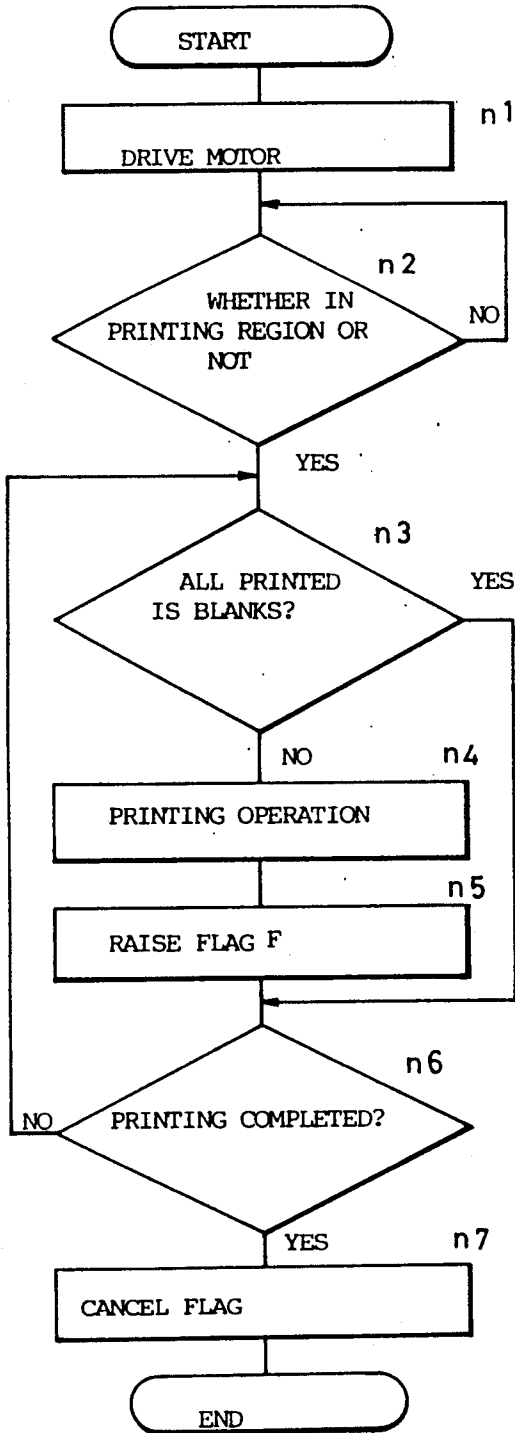 START
n1
DRIVE MOTOR
n2
WHETHER IN
PRINTING REGION OR
NOT
NO
YES
n3
ALL PRINTED
IS BLANKS?
YES
NO
n4
PRINTING OPERATION
n5
RAISE FLAG F
n6
NO
PRINTING COMPLETED?
YES
n7
CANCEL FLAG
END